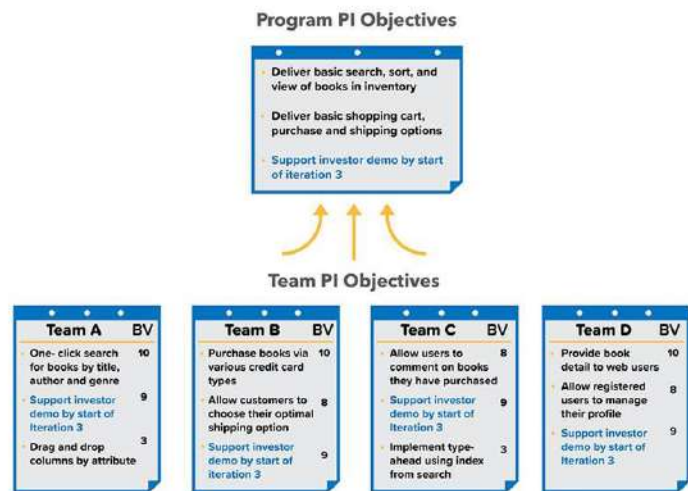 Program PI Objectives
Deliver basic search, sort, and
view of books in inventory
Deliver basic shopping cart,
purchase and shipping options
Support investor demo by start
of iteration 3
Team PI Objectives
Team A BV
One- click search 10
for books by title,
author and genre
Support investor 9
demo by start of
Iteration 3
Drag and drop 3
columns by attribute
Team B BV
Purchase books via 10
various credit card
types
Allow customers to 8
choose their optimal
shipping option
Support investor
demo by start of 9
iteration 3
Team C BV
Allow users to 8
comment on books
they have purchased
Support investor 9
demo by start of
Iteration 3
Implement type- 3
ahead using index
from search
Team D BV
Provide book 10
detail to web users
Allow registered 8
users to manage
their profile
Support investor 9
demo by start of
Iteration 3